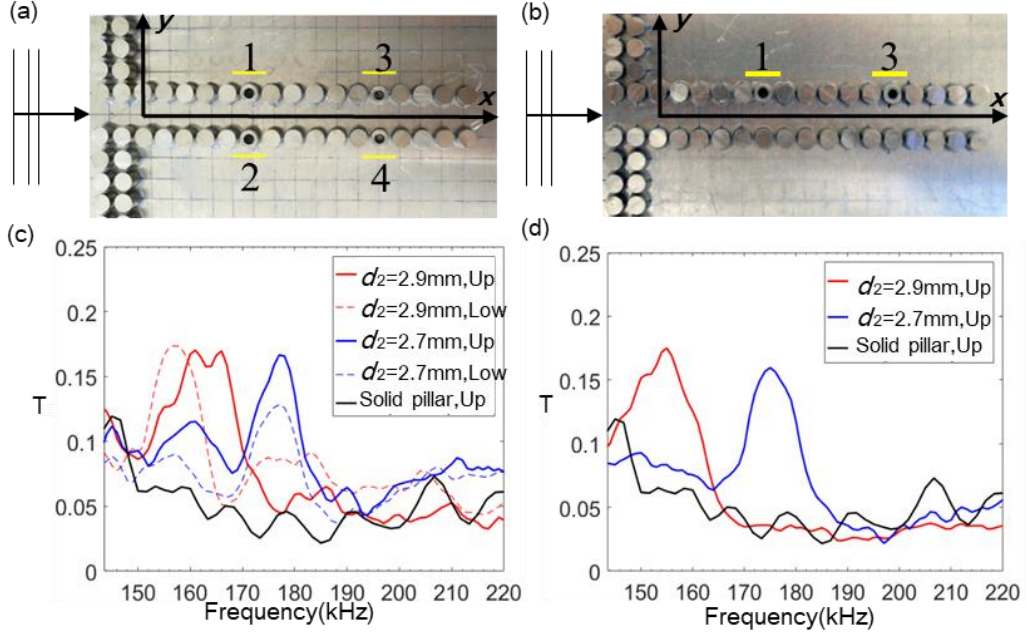 (a)
y
1
3
x
2
4
(b)
1
3
x
(c)
0.25
0.2
0.15
T
0.1
0.05
0
d2=2.9mm,Up
d2=2.9mm,Low
d2=2.7mm,Up
d2=2.7mm,Low
Solid pillar,Up
150 160 170 180 190 200 210 220
Frequency(kHz)
(d)
0.25
0.2
0.15
T
0.1
0.05
0
d2=2.9mm,Up
d2=2.7mm,Up
Solid pillar,Up
150 160 170 180 190 200 210 220
Frequency(kHz)